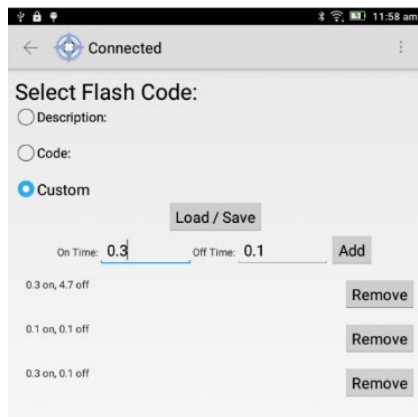 11:58 am
Connected
Select Flash Code:
Description:
Code:
Custom
Load / Save
On Time: 0.3 Off Time: 0.1 Add
0.3 on, 4.7 off Remove
0.1 on, 0.1 off Remove
0.3 on, 0.1 off Remove